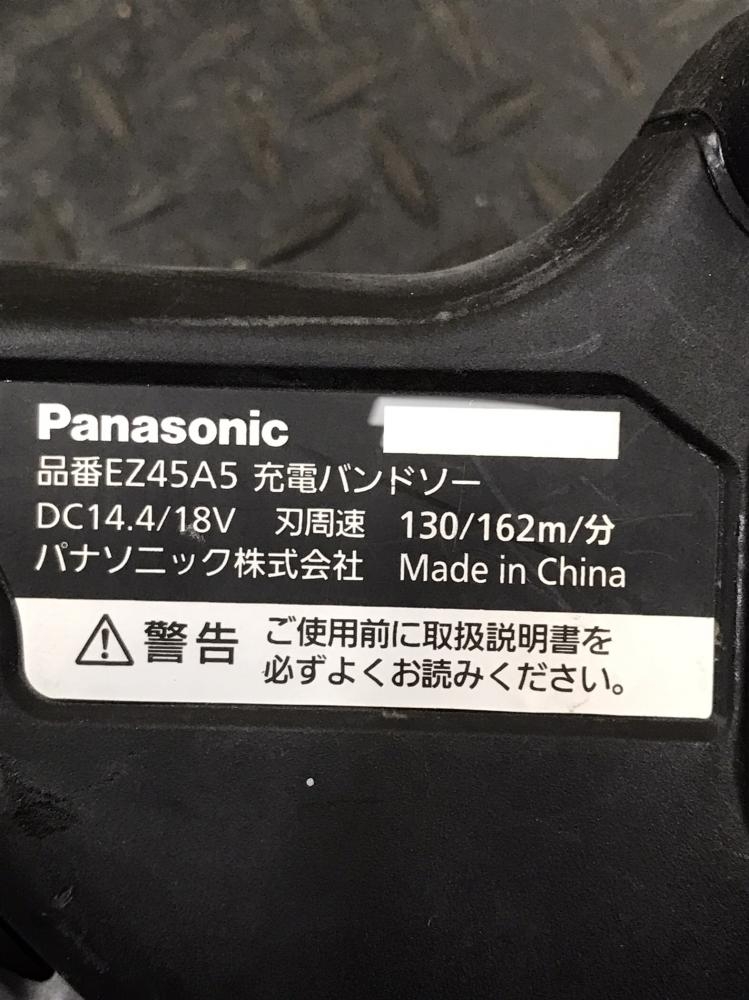 Panasonic
品番EZ45A5 充電バンドソー
DC14.4/18V 刃周速 130/162m/分
パナソニック株式会社 Made in China
警告 ご使用前に取扱説明書を
必ずよくお読みください。